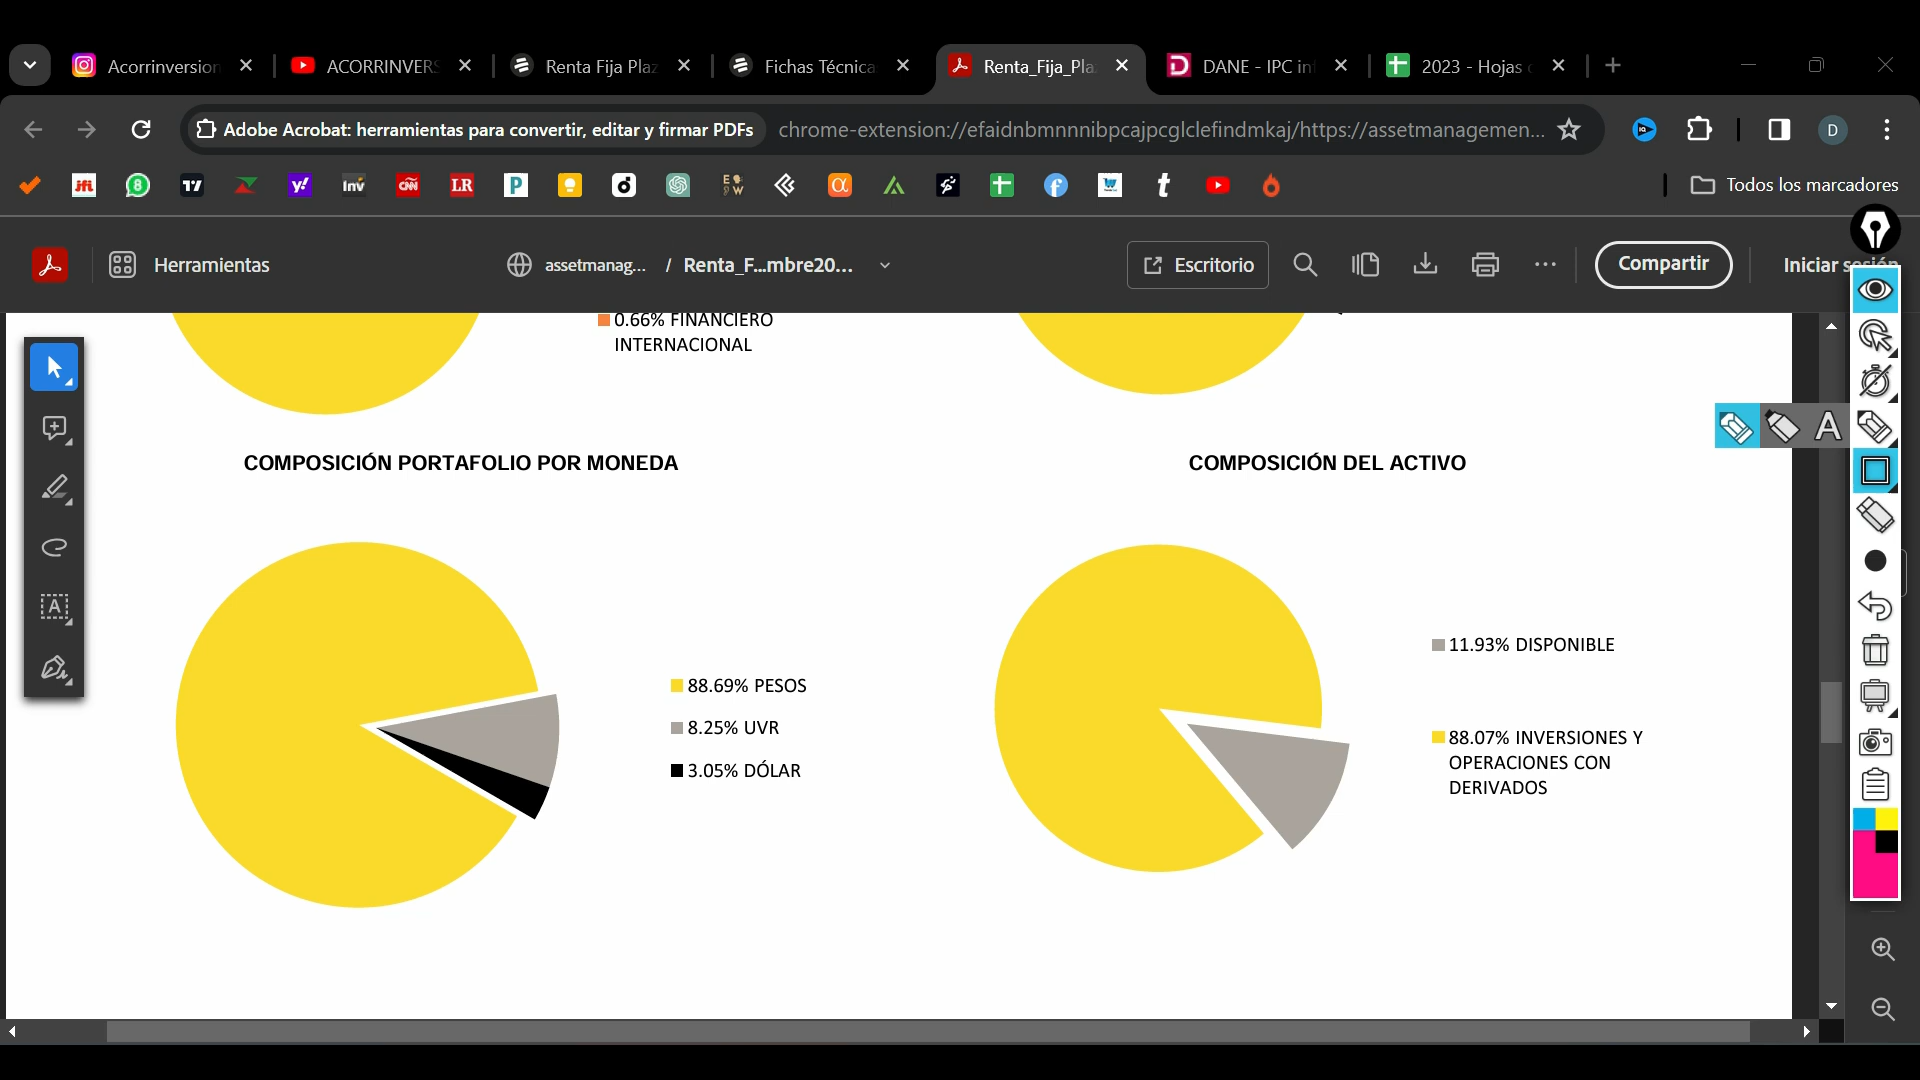 Acorrinversion
ACORRINVERS
Renta Fija Plaz
Fichas Técnica
Renta_Fija_Pla
DANE - IPC in
2023 - Hojas
Adobe Acrobat: herramientas para convertir, editar y firmar PDFs
chrome-extension://efaidnbmnnnibpcajpcglclefindmkaj/https://assetmanagemen...
D
Todos los marcadores
Herramientas
assetmanag... / Renta_F...mbre20...
Escritorio
Compartir
Iniciar sesión
0.66% FINANCIERO
INTERNACIONAL
COMPOSICIÓN PORTAFOLIO POR MONEDA
88.69% PESOS
8.25% UVR
3.05% DÓLAR
COMPOSICIÓN DEL ACTIVO
11.93% DISPONIBLE
88.07% INVERSIONES Y
OPERACIONES CON
DERIVADOS